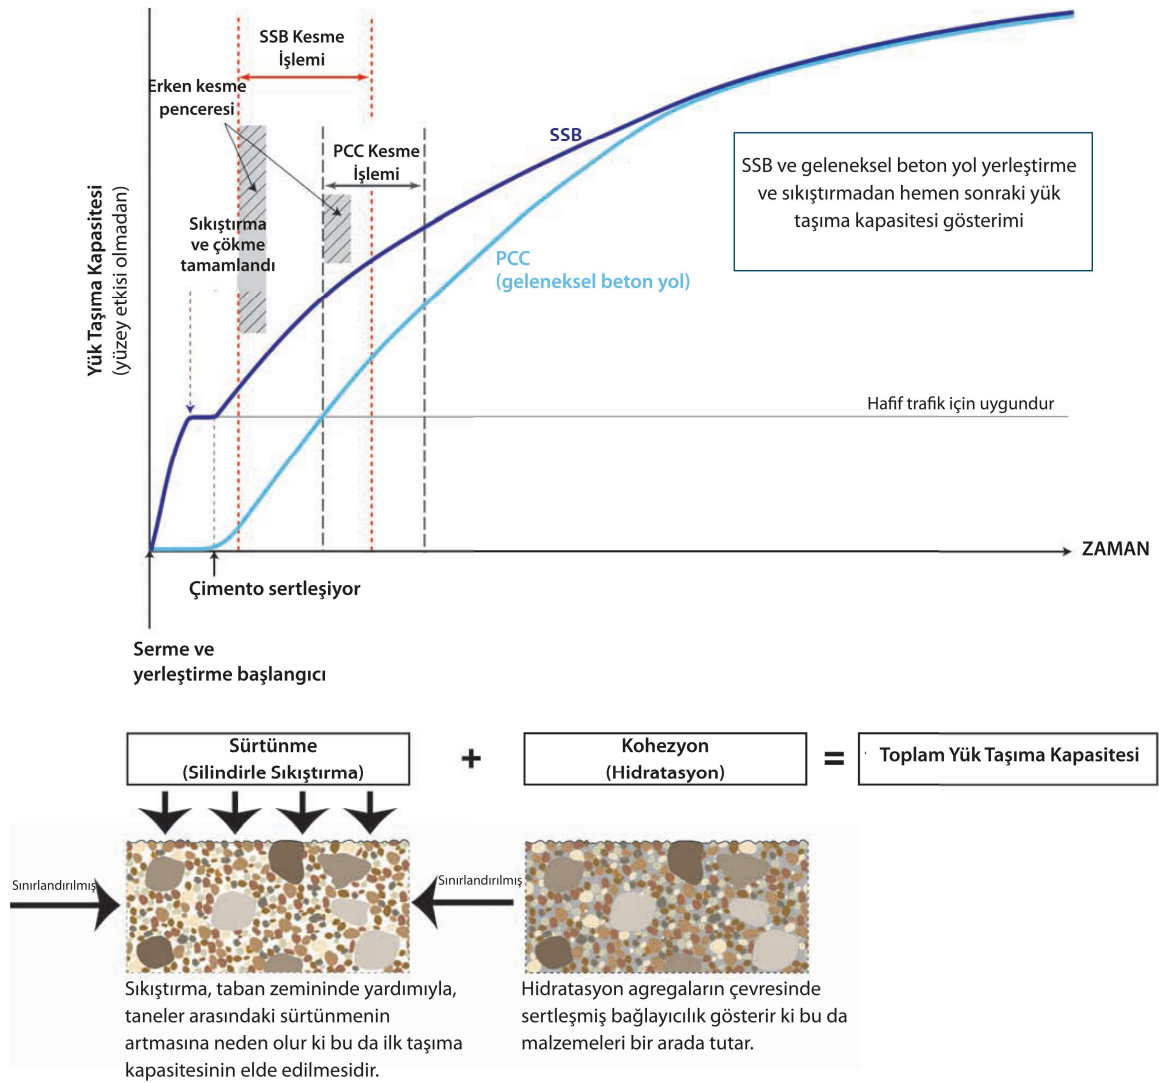 SSB Kesme
İşlemi
Erken kesme
penceresi
PCC Kesme
İşlemi
SSB
SSB ve geleneksel beton yol yerleştirme
ve sıkıştırmadan hemen sonraki yük
taşıma kapasitesi gösterimi
Sıkıştırma
ve çökme
tamamlandı
PCC
(geleneksel beton yol)
Yük Taşıma Kapasitesi
(yüzey etkisi olmadan)
Hafif trafik için uygundur
ZAMAN
Çimento sertleşiyor
Serme ve
yerleştirme başlangıcı
Sürtünme
(Silindirle Sıkıştırma)
+
Kohezyon
(Hidratasyon)
=
Toplam Yük Taşıma Kapasitesi
Sınırlandırılmış
Sınırlandırılmış
Sıkıştırma, taban zemininde yardımıyla,
taneler arasındaki sürtünmenin
artmasına neden olur ki bu da ilk taşıma
kapasitesinin elde edilmesidir.
Hidratasyon agregaların çevresinde
sertleşmiş bağlayıcılık gösterir ki bu da
malzemeleri bir arada tutar.